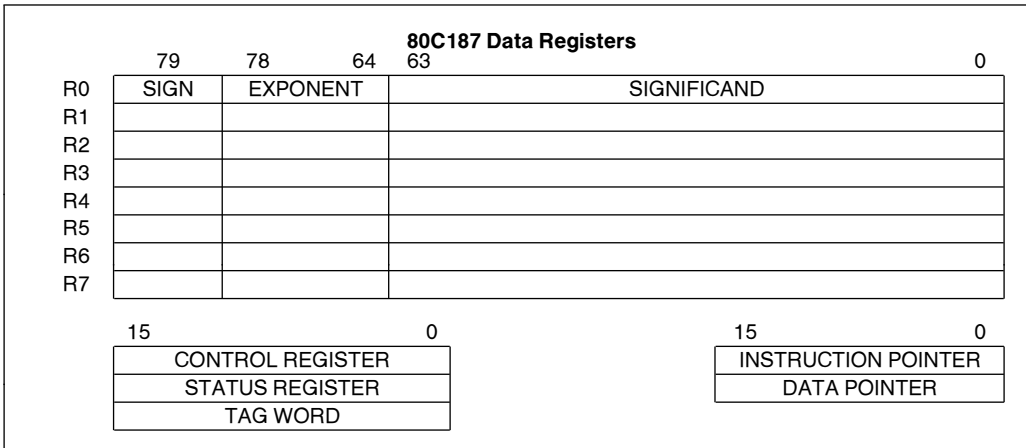 80C187 Data Registers
79 78 64 63 0
R0 SIGN EXPONENT SIGNIFICAND
R1
R2
R3
R4
R5
R6
R7
15 0 15 0
CONTROL REGISTER INSTRUCTION POINTER
STATUS REGISTER DATA POINTER
TAG WORD